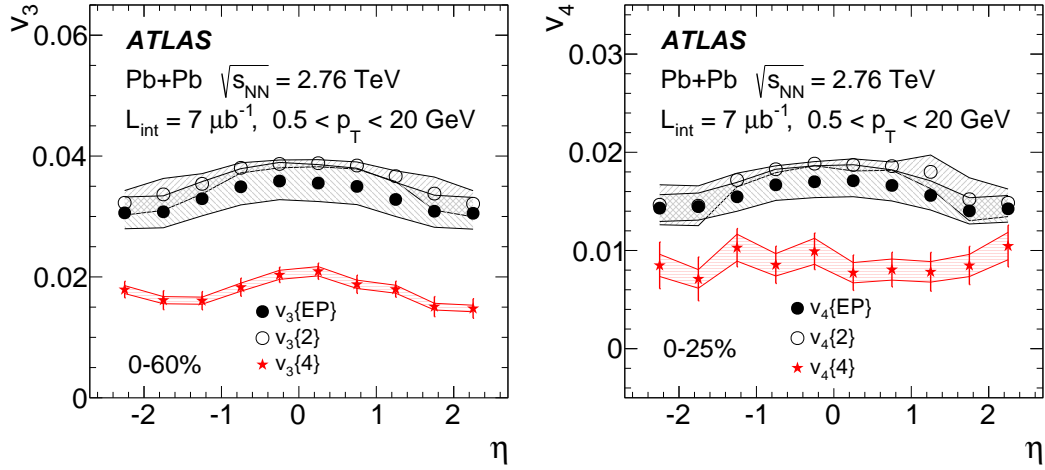 v3
0.06
0.04
0.02
0
ATLAS
Pb+Pb √sNN = 2.76 TeV
Lint = 7 μb-1, 0.5 < pT < 20 GeV
v3{EP}
v3{2}
v3{4}
0-60%
-2 -1 0 1 2
η
v4
0.03
0.02
0.01
0
ATLAS
Pb+Pb √sNN = 2.76 TeV
Lint = 7 μb-1, 0.5 < pT < 20 GeV
v4{EP}
v4{2}
v4{4}
0-25%
-2 -1 0 1 2
η